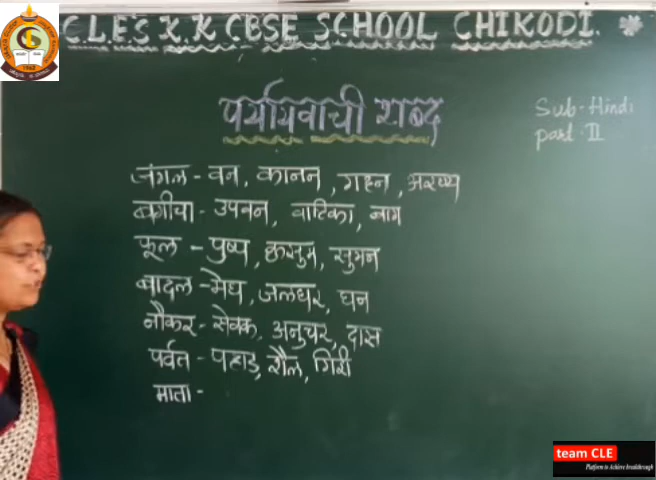 C.L.E'S K.K CBSE SCHOOL CHIKODI.
पर्यायवाची शब्द
Sub-Hindi
part-II
जंगल - वन, कानन, गहन, अरण्य
बगीचा - उपवन, वाटिका, बाग
फूल - पुष्प, कुसुम, सुमन
बादल - मेघ, जलधर, घन
नौकर - सेवक, अनुचर, दास
पर्वत - पहाड़, शैल, गिरी
माता -
team CLE
Platform to Achieve breakthrough